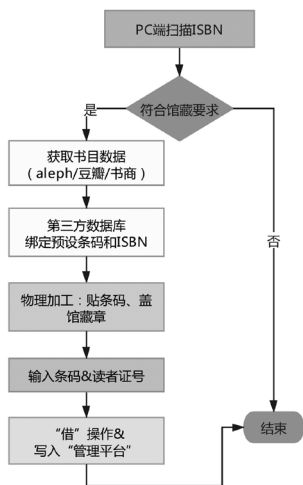 PC端扫描ISBN
符合馆藏要求
是
获取书目数据
（aleph/豆瓣/书商）
第三方数据库
绑定预设条码和ISBN
否
物理加工：贴条码、盖
馆藏章
输入条码&读者证号
“借”操作&
写入“管理平台”
结束